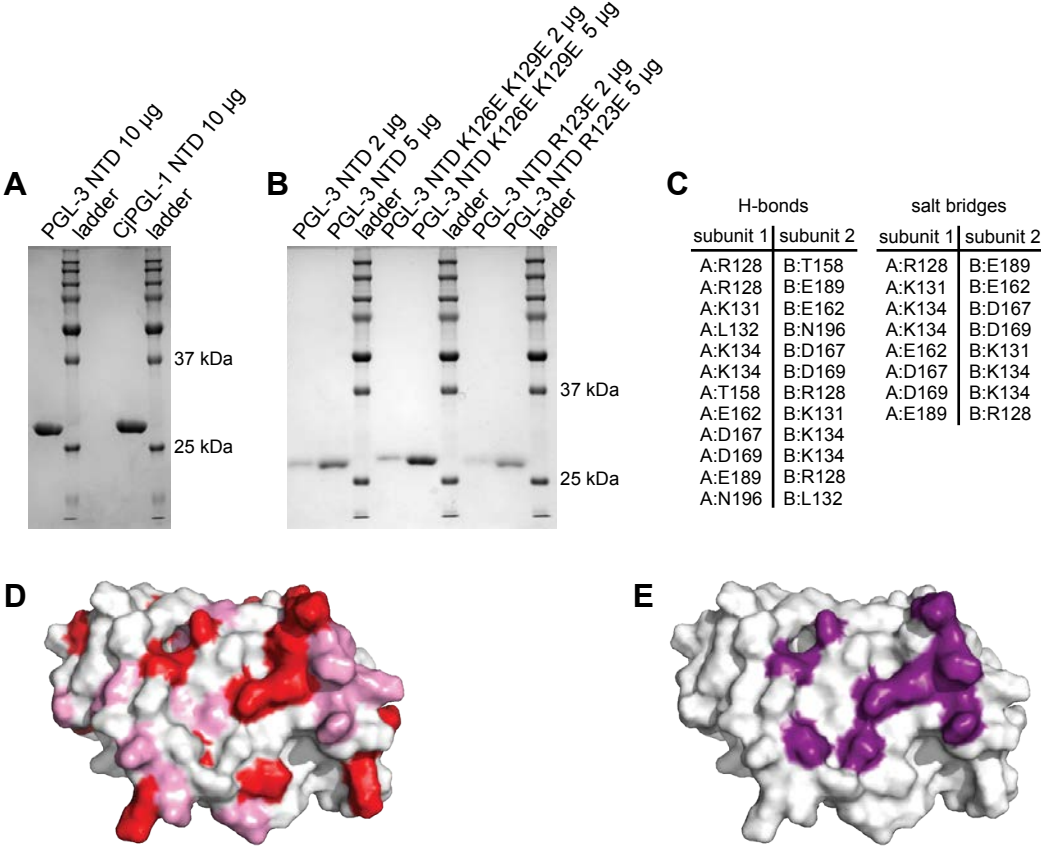 A
PGL-3 NTD 10 µg
ladder
CjPGL-1 NTD 10 µg
ladder
37 kDa
25 kDa
B
PGL-3 NTD 2 µg
PGL-3 NTD 5 µg
ladder
PGL-3 NTD K126E K129E 2 µg
PGL-3 NTD K126E K129E 5 µg
ladder
PGL-3 NTD R123E 2 µg
PGL-3 NTD R123E 5 µg
ladder
37 kDa
25 kDa
C
H-bonds salt bridges
subunit 1 subunit 2 subunit 1 subunit 2
A:R128 B:T158 A:R128 B:E189
A:R128 B:E189 A:K131 B:E162
A:K131 B:E162 A:K134 B:D167
A:L132 B:N196 A:K134 B:D169
A:K134 B:D167 A:E162 B:K131
A:K134 B:D169 A:D167 B:K134
A:T158 B:R128 A:D169 B:K134
A:E162 B:K131 A:E189 B:R128
A:D167 B:K134
A:D169 B:K134
A:E189 B:R128
A:N196 B:L132
D
E